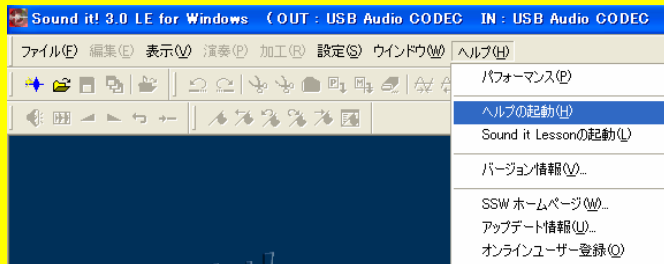 Sound it! 3.0 LE for Windows （OUT : USB Audio CODEC IN : USB Audio CODEC
ファイル(F) 編集(E) 表示(V) 演奏(P) 加工(R) 設定(S) ウインドウ(W) ヘルプ(H)
パフォーマンス(P)
ヘルプの起動(H)
Sound it Lessonの起動(L)
バージョン情報(V)...
SSW ホームページ(W)...
アップデート情報(U)...
オンラインユーザー登録(O)